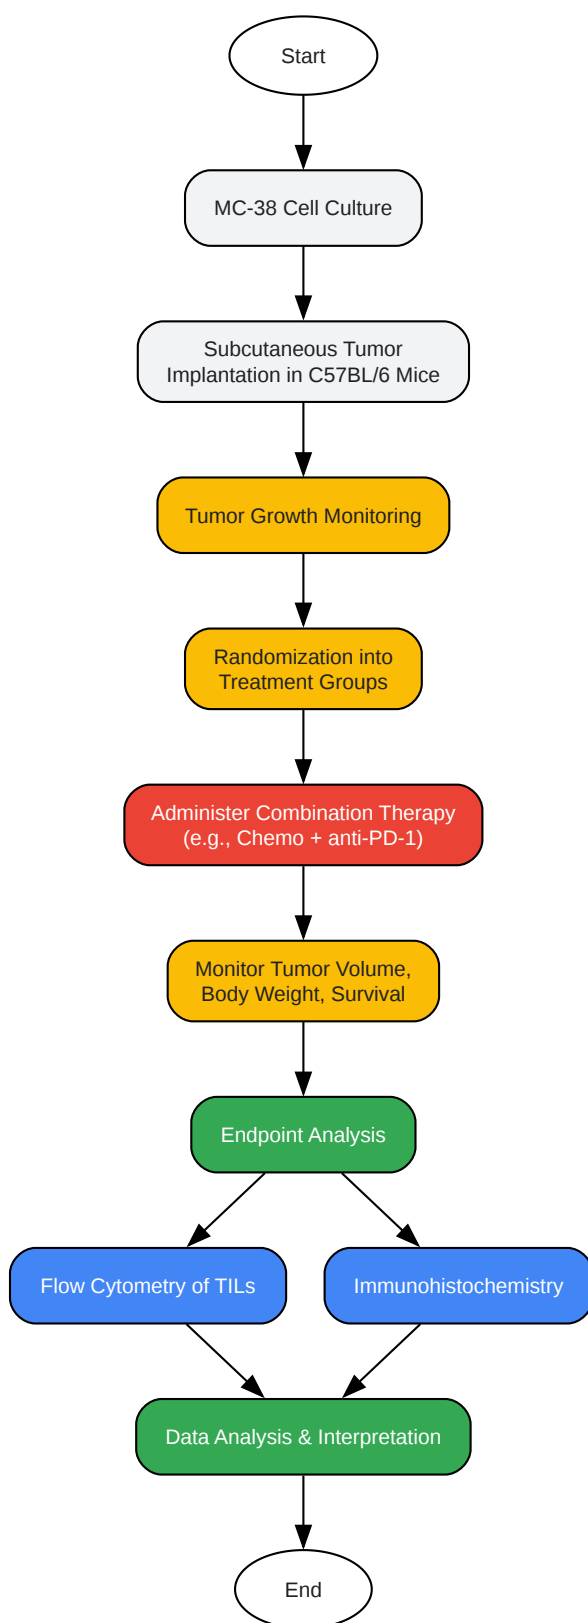 Start
MC-38 Cell Culture
Subcutaneous Tumor
Implantation in C57BL/6 Mice
Tumor Growth Monitoring
Randomization into
Treatment Groups
Administer Combination Therapy
(e.g., Chemo + anti-PD-1)
Monitor Tumor Volume,
Body Weight, Survival
Endpoint Analysis
Flow Cytometry of TILs
Immunohistochemistry
Data Analysis & Interpretation
End